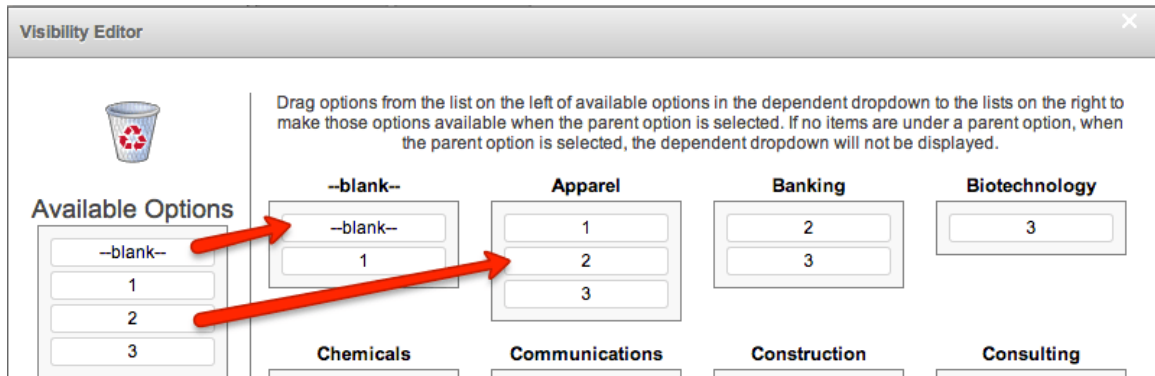 Visibility Editor
Drag options from the list on the left of available options in the dependent dropdown to the lists on the right to
make those options available when the parent option is selected. If no items are under a parent option, when
the parent option is selected, the dependent dropdown will not be displayed.
Available Options
--blank--
1
2
3
--blank--
--blank--
1
Apparel
1
2
3
Banking
2
3
Biotechnology
3
Chemicals
Communications
Construction
Consulting